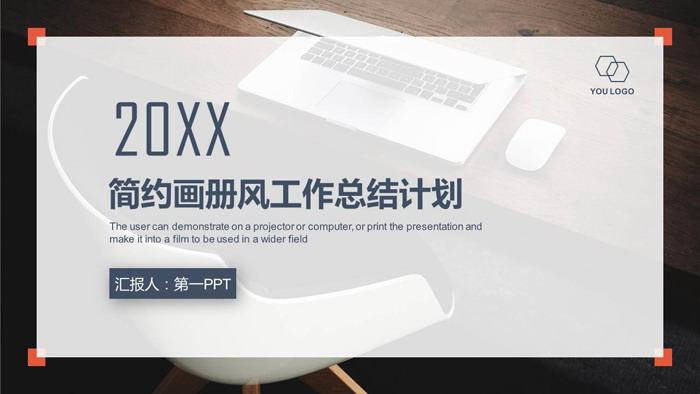 YOU LOGO
20XX
简约画册风工作总结计划
The user can demonstrate on a projector or computer, or print the presentation and
make it into a film to be used in a wider field
汇报人：第一PPT